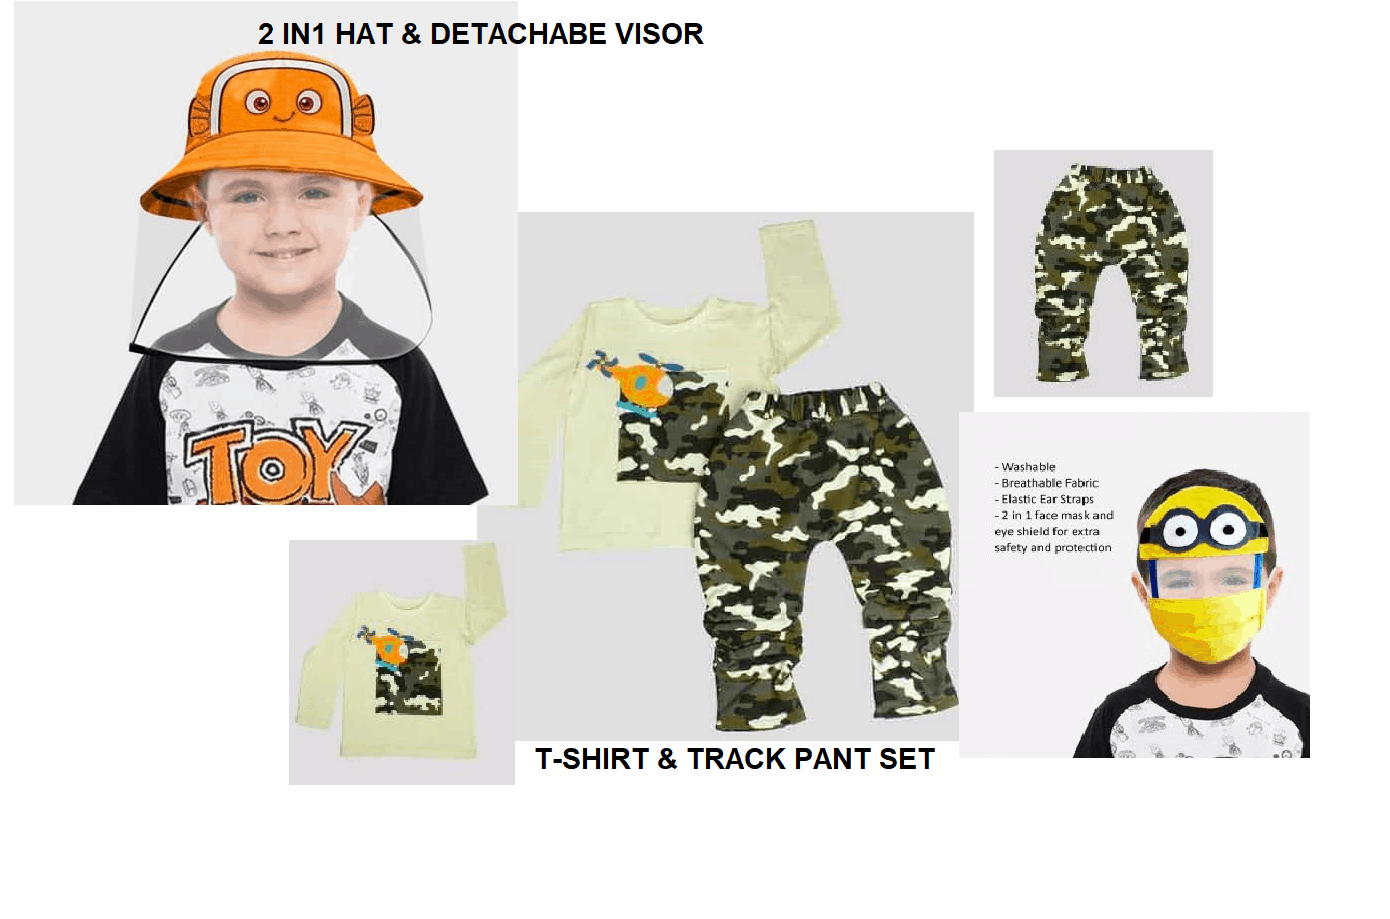 2 IN1 HAT & DETACHABE VISOR
TOY
- Washable
- Breathable Fabric
- Elastic Ear Straps
- 2 in 1 face mask and
eye shield for extra
safety and protection
T-SHIRT & TRACK PANT SET